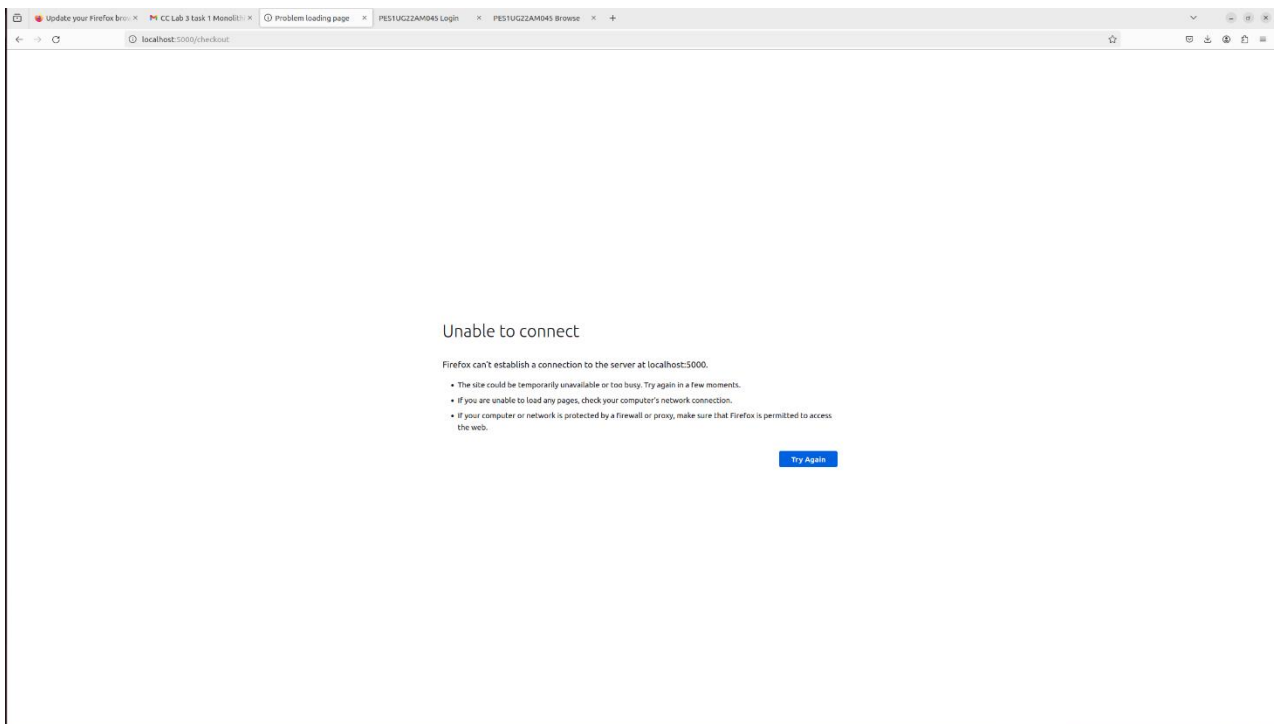 Update your Firefox brow
CC Lab 3 task 1 Monolith
Problem loading page
PES1UG22AM045 Login
PES1UG22AM045 Browse
localhost:5000/checkout
Unable to connect
Firefox can't establish a connection to the server at localhost:5000.
• The site could be temporarily unavailable or too busy. Try again in a few moments.
• If you are unable to load any pages, check your computer's network connection.
• If your computer or network is protected by a firewall or proxy, make sure that Firefox is permitted to access
the web.
Try Again